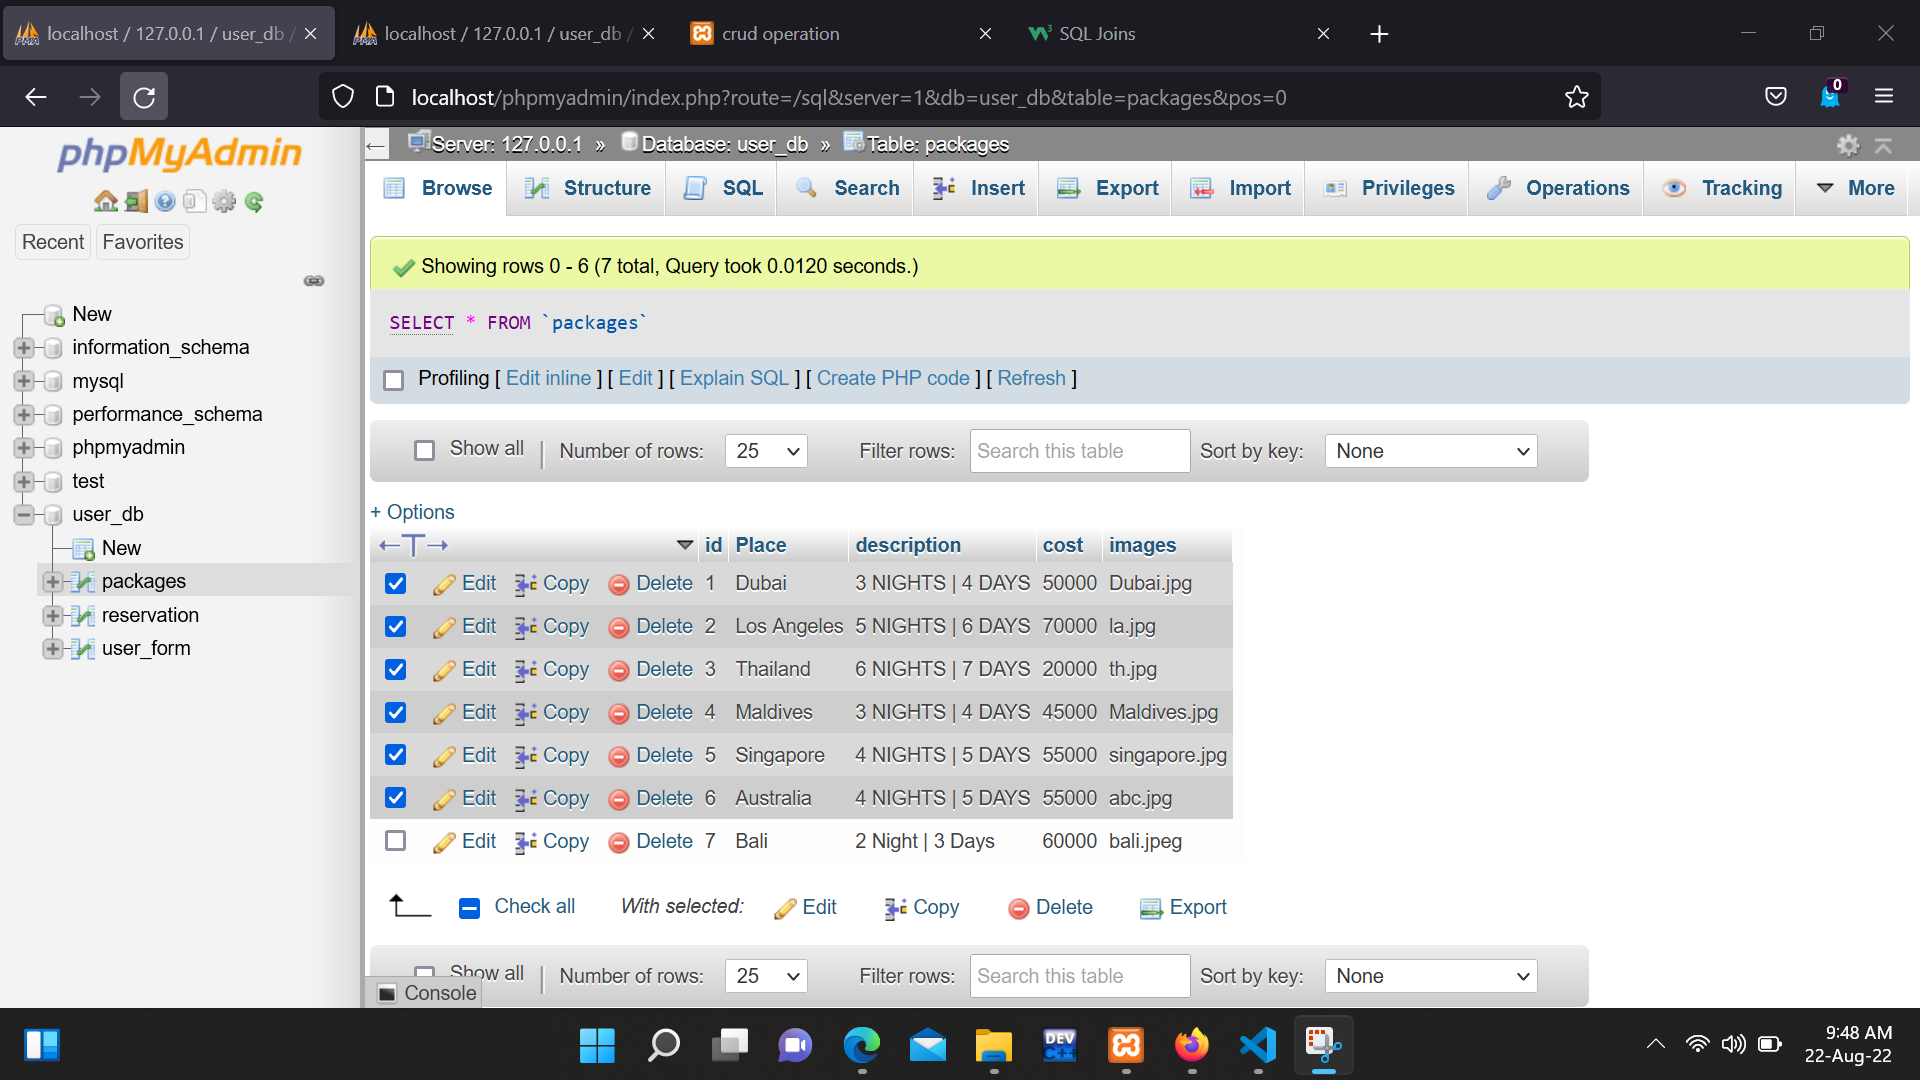 localhost / 127.0.0.1 / user_db /
localhost / 127.0.0.1 / user_db /
crud operation
SQL Joins
localhost/phpmyadmin/index.php?route=/sql&server=1&db=user_db&table=packages&pos=0
0
phpMyAdmin
Recent
Favorites
New
information_schema
mysql
performance_schema
phpmyadmin
test
user_db
New
packages
reservation
user_form
Server: 127.0.0.1 » Database: user_db » Table: packages
Browse Structure SQL Search Insert Export Import Privileges Operations Tracking More
Showing rows 0 - 6 (7 total, Query took 0.0120 seconds.)
SELECT * FROM `packages`
Profiling [ Edit inline ] [ Edit ] [ Explain SQL ] [ Create PHP code ] [ Refresh ]
Show all Number of rows: 25 Filter rows: Search this table Sort by key: None
+ Options
id Place description cost images
Edit Copy Delete 1 Dubai 3 NIGHTS | 4 DAYS 50000 Dubai.jpg
Edit Copy Delete 2 Los Angeles 5 NIGHTS | 6 DAYS 70000 la.jpg
Edit Copy Delete 3 Thailand 6 NIGHTS | 7 DAYS 20000 th.jpg
Edit Copy Delete 4 Maldives 3 NIGHTS | 4 DAYS 45000 Maldives.jpg
Edit Copy Delete 5 Singapore 4 NIGHTS | 5 DAYS 55000 singapore.jpg
Edit Copy Delete 6 Australia 4 NIGHTS | 5 DAYS 55000 abc.jpg
Edit Copy Delete 7 Bali 2 Night | 3 Days 60000 bali.jpeg
Check all With selected: Edit Copy Delete Export
Show all Number of rows: 25 Filter rows: Search this table Sort by key: None
Console
DEV C++
9:48 AM
22-Aug-22